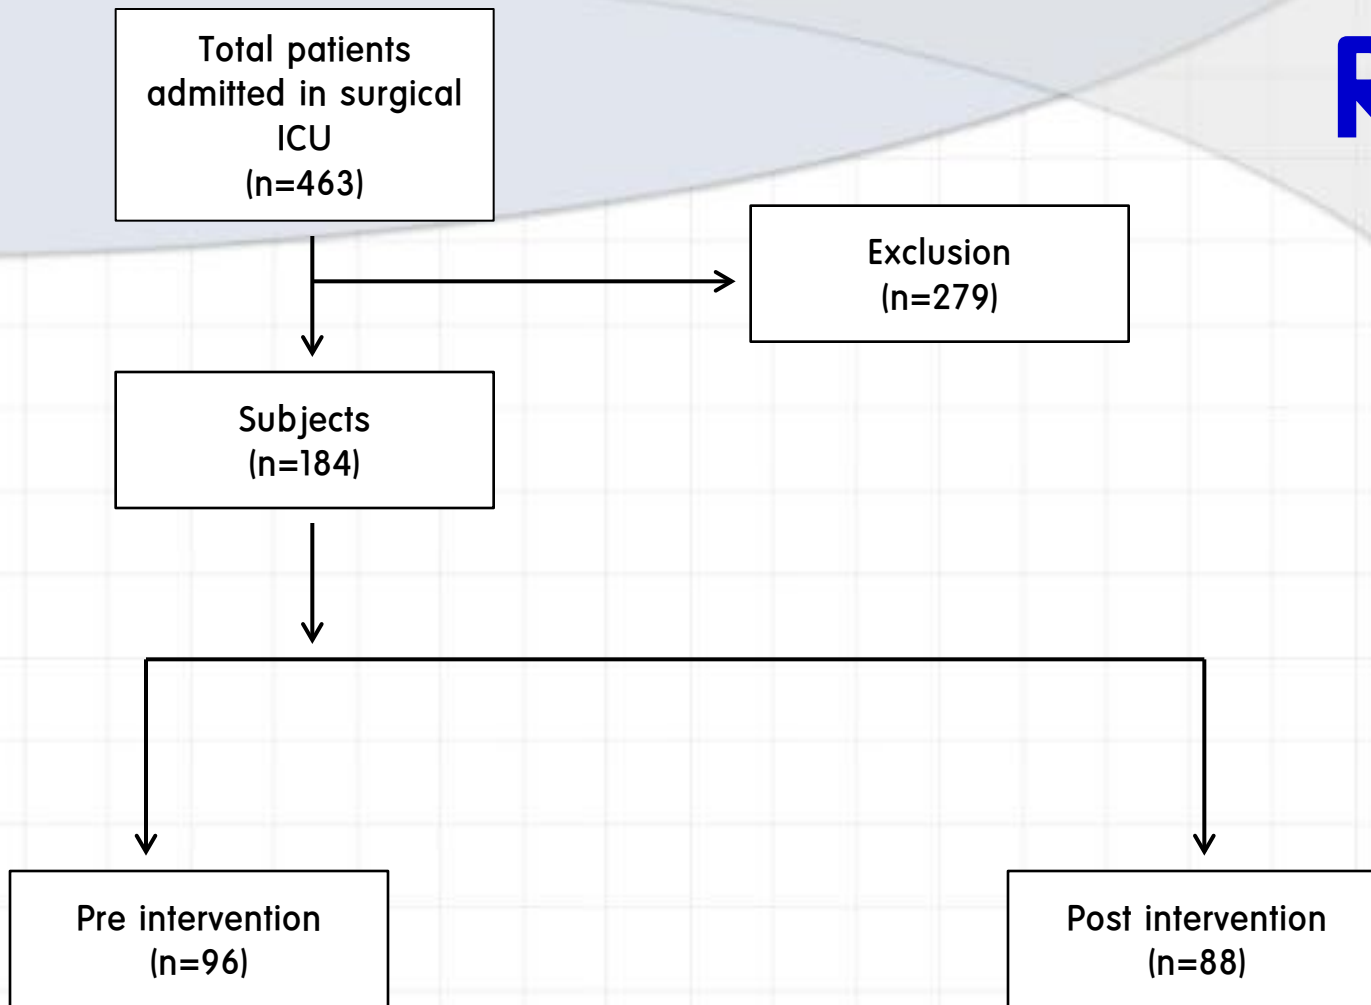 Total patients
admitted in surgical
ICU
(n=463)
Exclusion
(n=279)
Subjects
(n=184)
Pre intervention
(n=96)
Post intervention
(n=88)